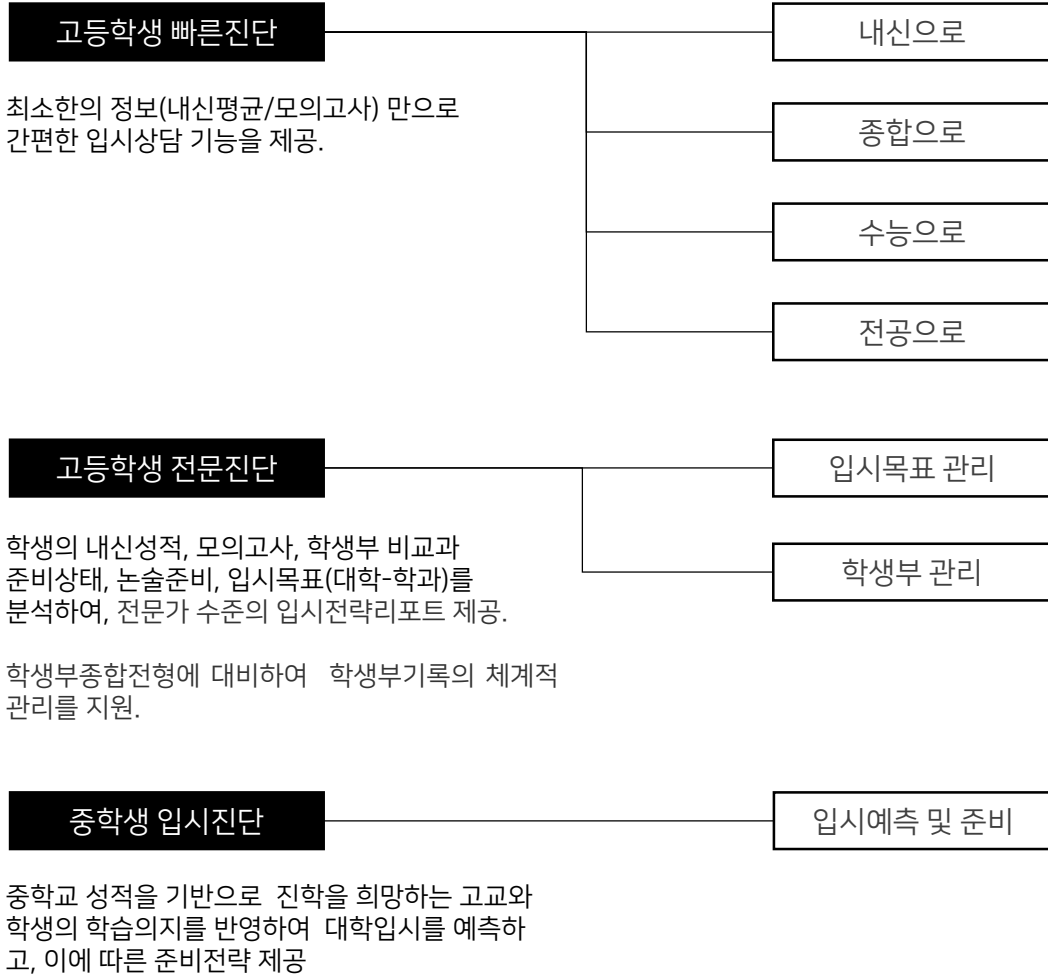 고등학생 빠른진단
내신으로
최소한의 정보(내신평균/모의고사) 만으로
간편한 입시상담 기능을 제공.
종합으로
수능으로
전공으로
고등학생 전문진단
입시목표 관리
학생의 내신성적, 모의고사, 학생부 비교과
준비상태, 논술준비, 입시목표(대학-학과)를
분석하여, 전문가 수준의 입시전략리포트 제공.
학생부 관리
학생부종합전형에 대비하여 학생부기록의 체계적
관리를 지원.
중학생 입시진단
입시예측 및 준비
중학교 성적을 기반으로 진학을 희망하는 고교와
학생의 학습의지를 반영하여 대학입시를 예측하
고, 이에 따른 준비전략 제공